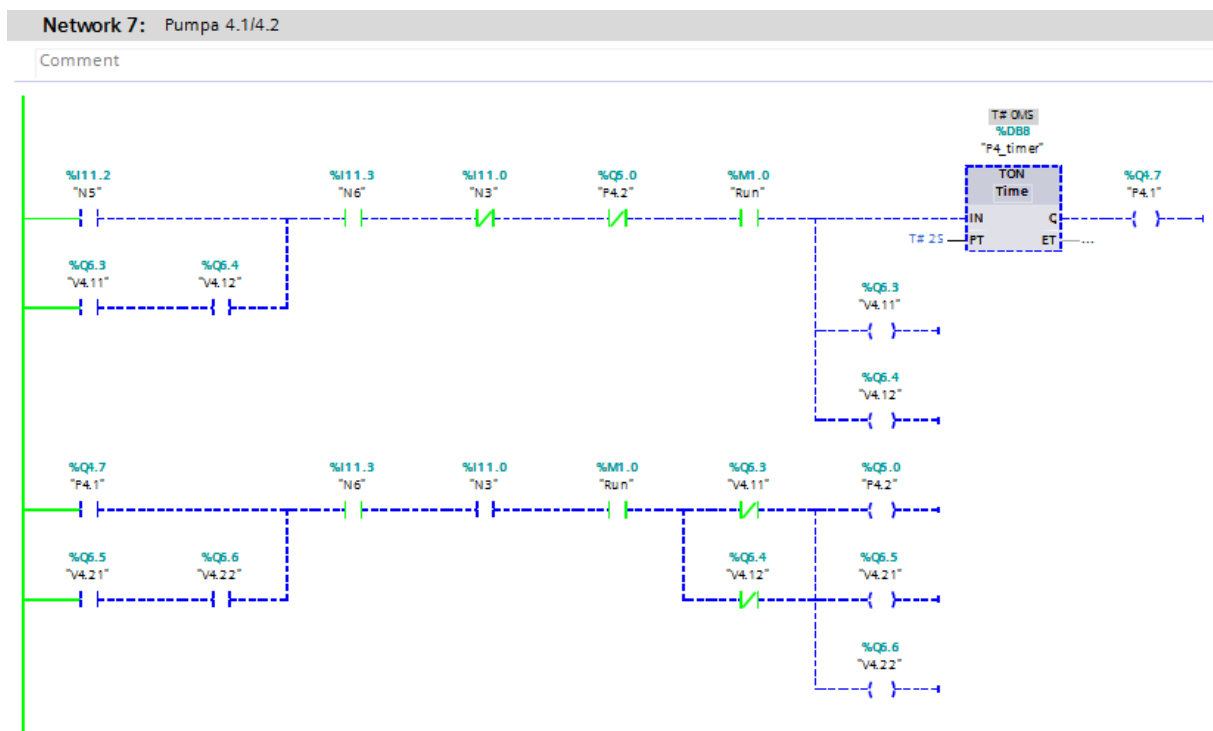 Network 7: Pumpa 4.1/4.2
Comment
T# 0MS
%DB8
"P4_timer"
%I11.2 %I11.3 %I11.0 %Q5.0 %M1.0 TON %Q4.7
"N5" "N6" "N3" "P4.2" "Run" Time "P4.1"
IN Q
T# 2S PT ET ...
%Q6.3 %Q6.4
"V4.11" "V4.12"
%Q6.3
"V4.11"
%Q6.4
"V4.12"
%Q4.7 %I11.3 %I11.0 %M1.0 %Q6.3 %Q5.0
"P4.1" "N6" "N3" "Run" "V4.11" "P4.2"
%Q6.5 %Q6.6 %Q6.4 %Q6.5
"V4.21" "V4.22" "V4.12" "V4.21"
%Q6.6
"V4.22"